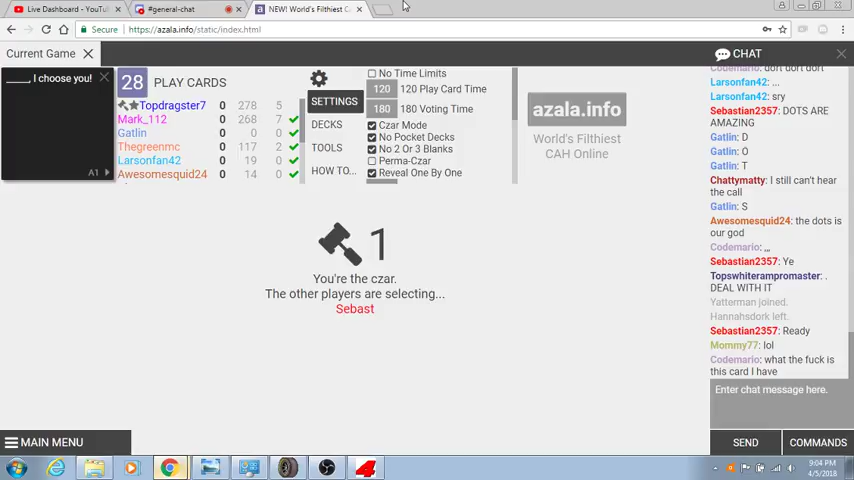 Live Dashboard - YouTu
#general-chat
NEW! World's Filthiest C
Secure
https://azala.info/static/index.html
Current Game
CHAT
____, I choose you!
A1
28 PLAY CARDS
Topdragster7 0 278 5
Mark_112 0 268 7
Gatlin 0 0 0
Thegreenmc 0 117 2
Larsonfan42 0 19 0
Awesomesquid24 0 14 0
SETTINGS
DECKS
TOOLS
HOW TO...
No Time Limits
120 120 Play Card Time
180 180 Voting Time
Czar Mode
No Pocket Decks
No 2 Or 3 Blanks
Perma-Czar
Reveal One By One
azala.info
World's Filthiest
CAH Online
1
You're the czar.
The other players are selecting...
Sebast
Codemario: dort dort dort
Larsonfan42: ...
Larsonfan42: sry
Sebastian2357: DOTS ARE
AMAZING
Gatlin: D
Gatlin: O
Gatlin: T
Chattymatty: I still can't hear
the call
Gatlin: S
Awesomesquid24: the dots is
our god
Codemario: ,,,
Sebastian2357: Ye
Topswhiterampromaster: .
DEAL WITH IT
Yatterman joined.
Hannahsdork left.
Sebastian2357: Ready
Mommy77: lol
Codemario: what the fuck is
this card I have
Enter chat message here.
SEND
COMMANDS
MAIN MENU
9:04 PM
4/5/2018